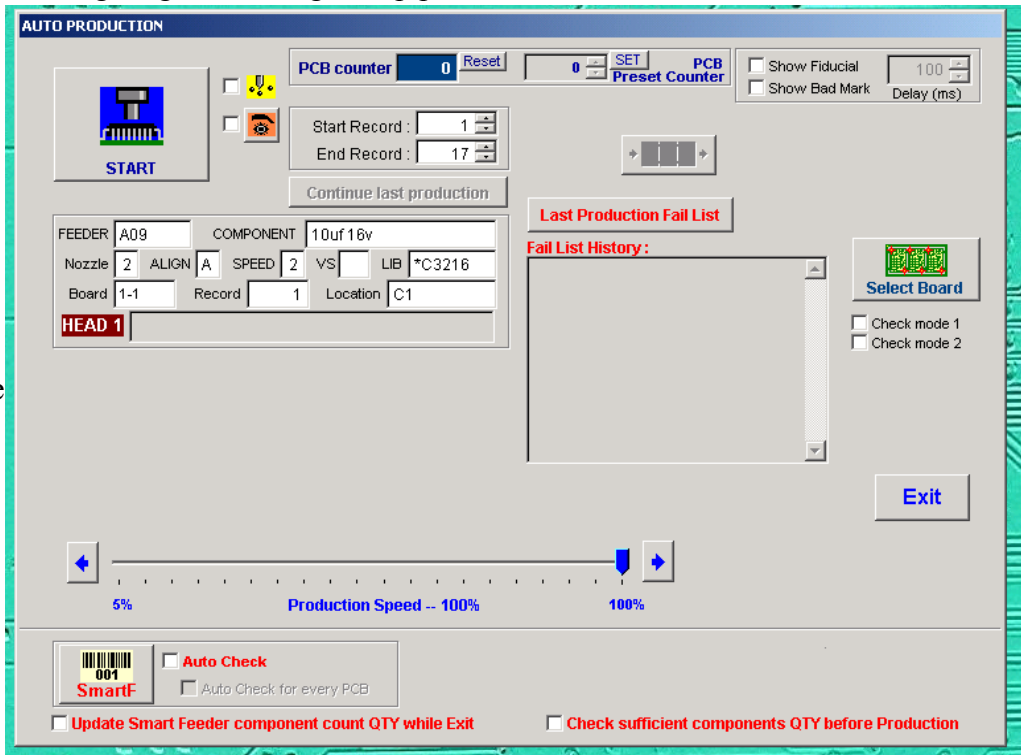 AUTO PRODUCTION
PCB counter 0 Reset
0 SET PCB
Preset Counter
Show Fiducial
Show Bad Mark
100
Delay (ms)
START
Start Record : 1
End Record : 17
Continue last production
FEEDER A09 COMPONENT 10uf 16v
Nozzle 2 ALIGN A SPEED 2 VS LIB *C3216
Board 1-1 Record 1 Location C1
HEAD 1
Last Production Fail List
Fail List History :
Select Board
Check mode 1
Check mode 2
e
Exit
5% Production Speed -- 100% 100%
001
SmartF
Auto Check
Auto Check for every PCB
Update Smart Feeder component count QTY while Exit
Check sufficient components QTY before Production